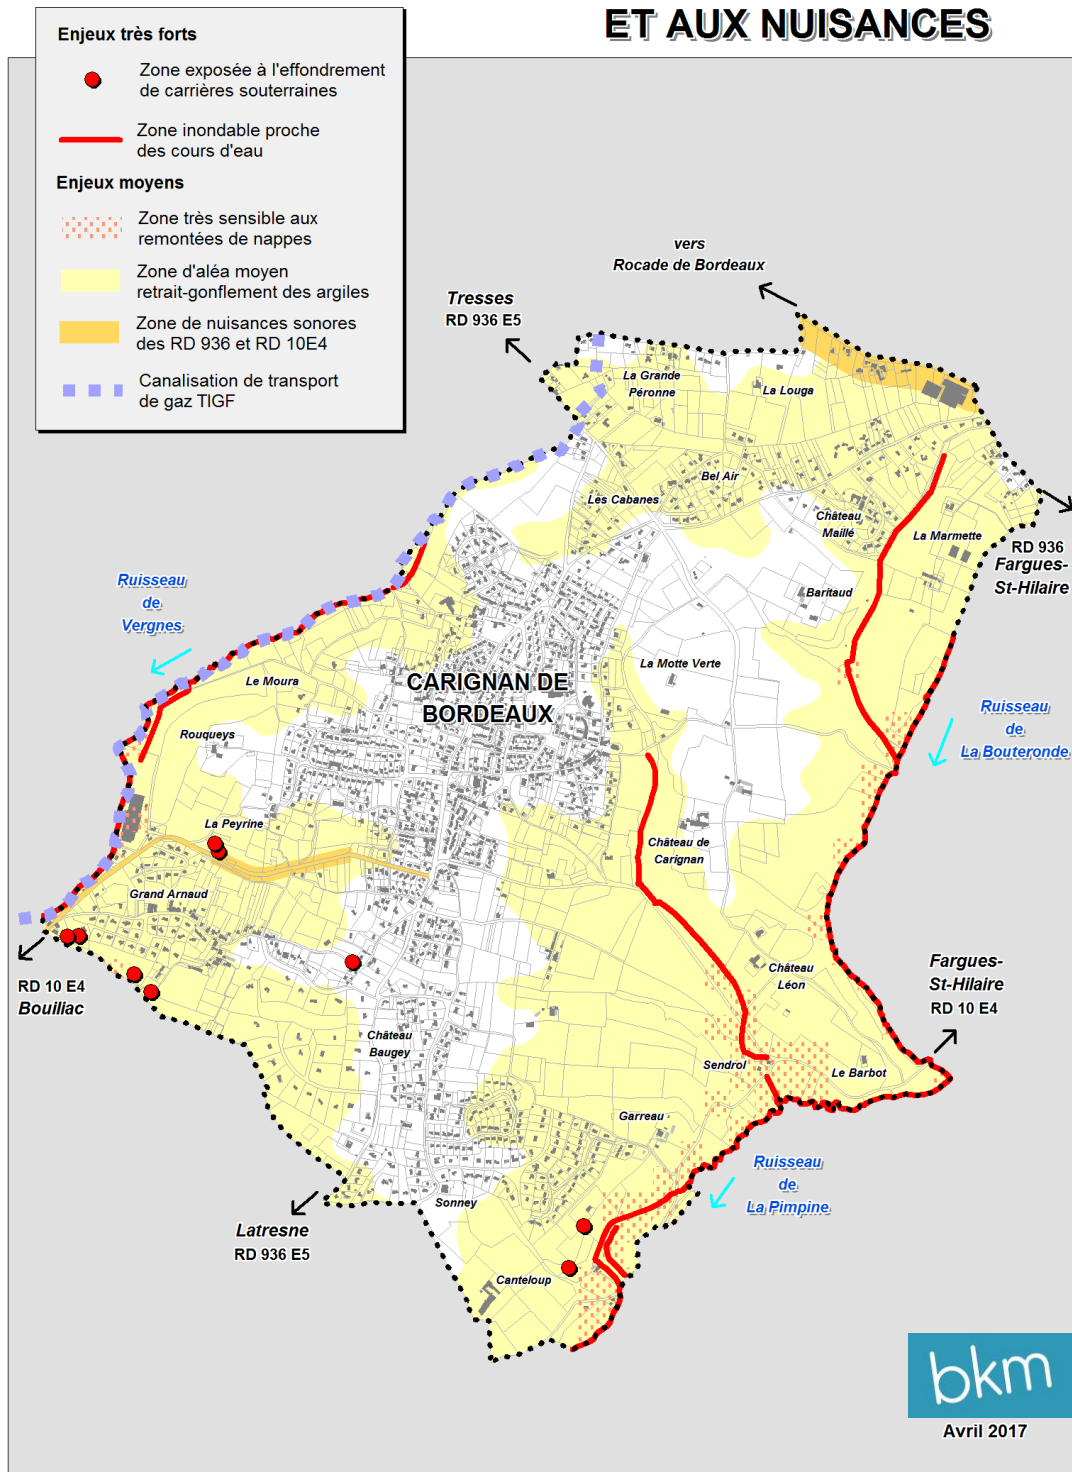 ET AUX NUISANCES
Enjeux très forts
Zone exposée à l'effondrement
de carrières souterraines
Zone inondable proche
des cours d'eau
Enjeux moyens
Zone très sensible aux
remontées de nappes
Zone d'aléa moyen
retrait-gonflement des argiles
Zone de nuisances sonores
des RD 936 et RD 10E4
Canalisation de transport
de gaz TIGF
vers
Rocade de Bordeaux
Tresses
RD 936 E5
La Grande
Péronne
La Louga
Bel Air
Les Cabanes
Château
Maillé
La Marmette
RD 936
Fargues-
St-Hilaire
Ruisseau
de
Vergnes
Baritaud
La Motte Verte
Le Moura
CARIGNAN DE
BORDEAUX
Ruisseau
de
La Bouteronde
Rouqueys
La Peyrine
Château de
Carignan
Grand Arnaud
RD 10 E4
Bouiliac
Château
Léon
Fargues-
St-Hilaire
RD 10 E4
Château
Baugey
Sendrol
Le Barbot
Garreau
Ruisseau
de
La Pimpine
Sonney
Latresne
RD 936 E5
Canteloup
bkm
Avril 2017